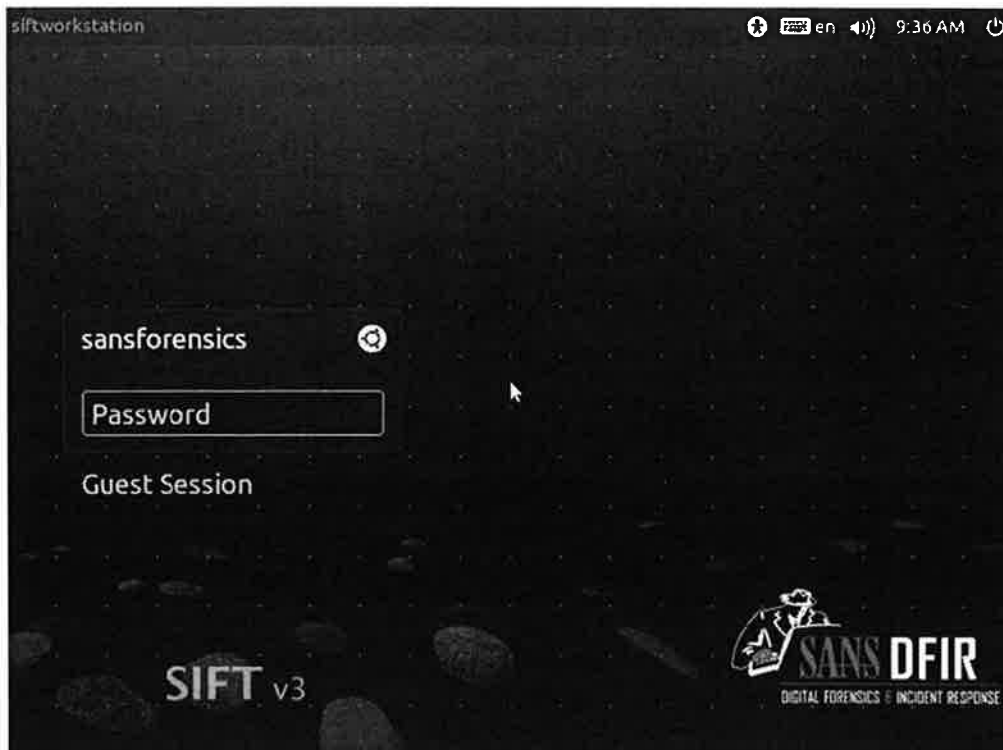 siftworkstation en 9:36 AM
sansforensics
Password
Guest Session
SIFT v3
SANS DFIR
DIGITAL FORENSICS & INCIDENT RESPONSE